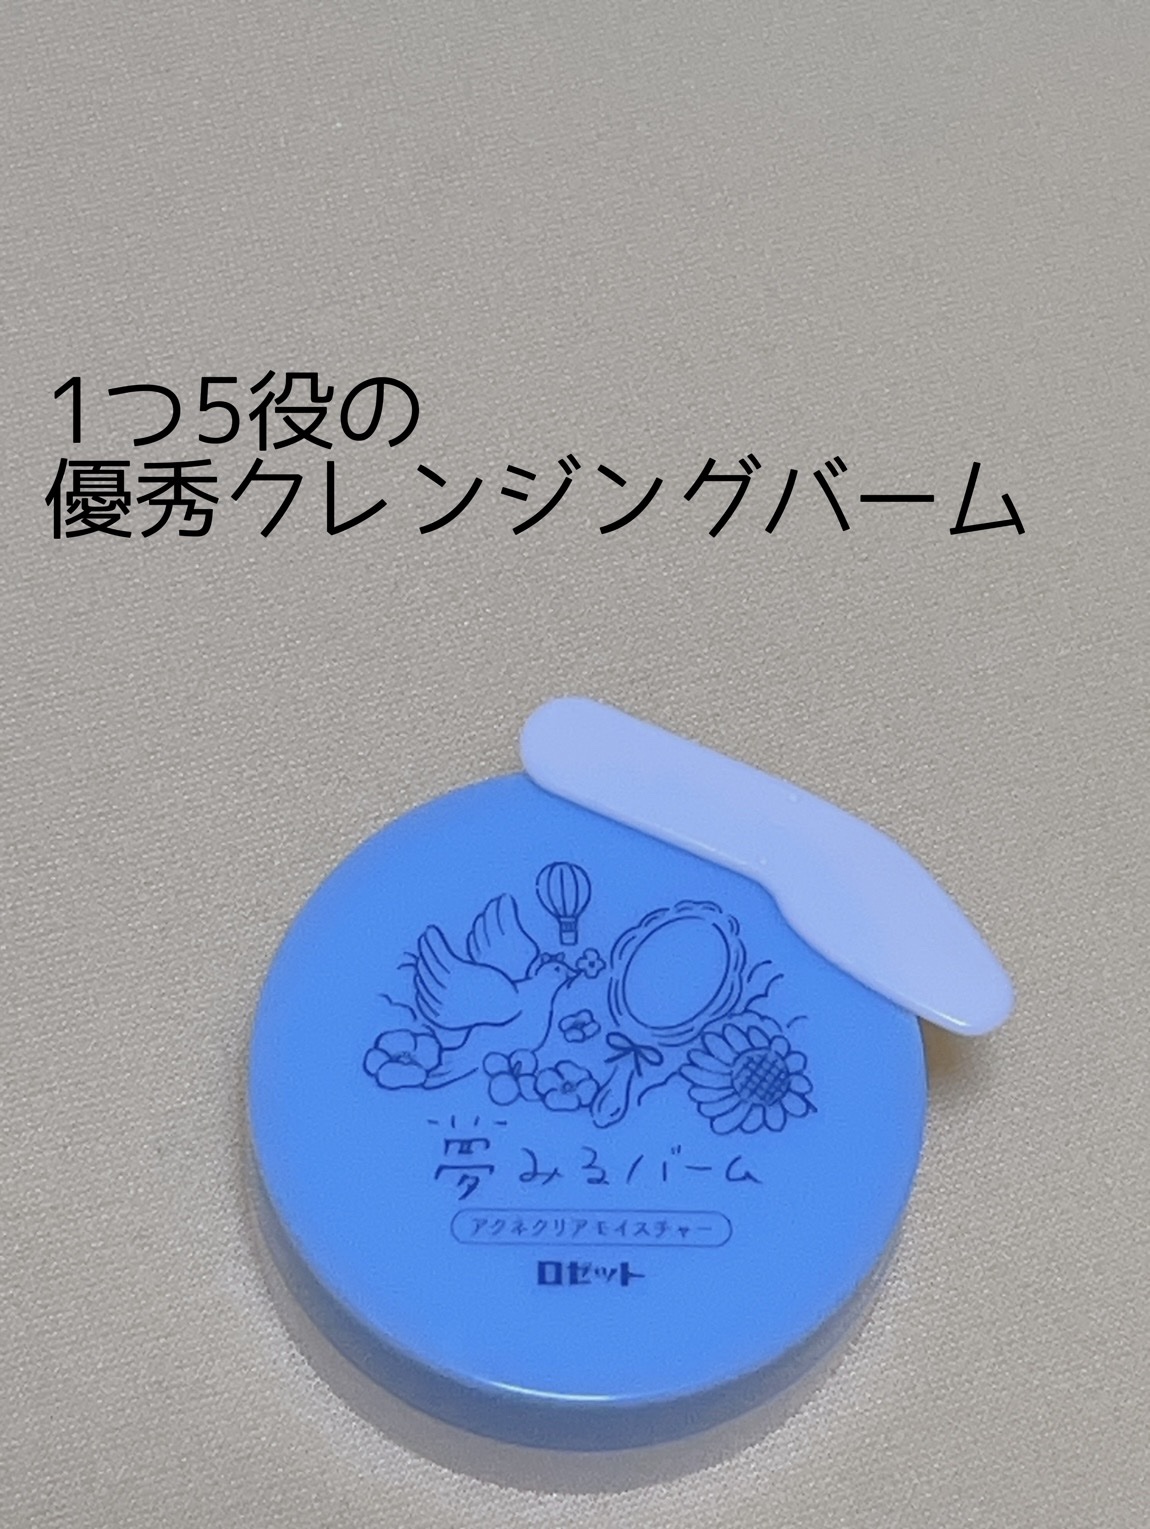 1つ5役の
優秀クレンジングバーム
夢みるバーム
アクネクリアモイスチャー
ロゼット